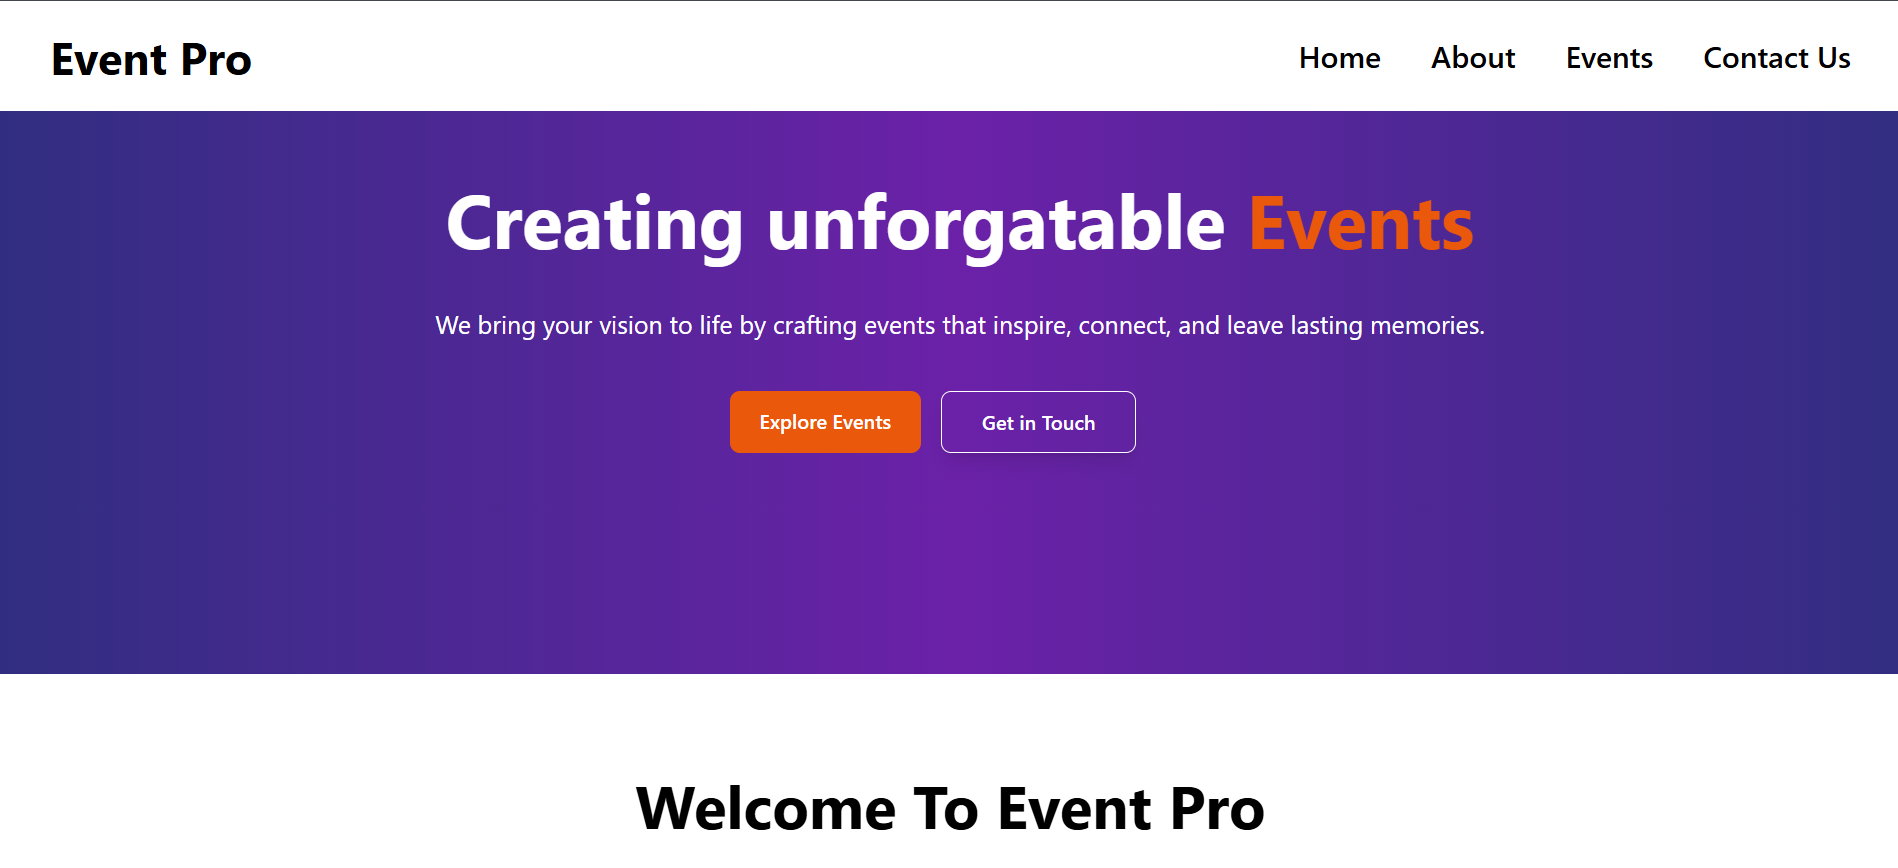 Event Pro
Home About Events Contact Us
Creating unforgatable Events
We bring your vision to life by crafting events that inspire, connect, and leave lasting memories.
Explore Events Get in Touch
Welcome To Event Pro